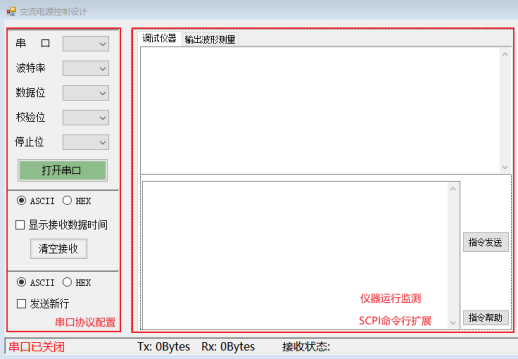 交流电源控制设计
串 口
波特率
数据位
校验位
停止位
打开串口
ASCII HEX
显示接收数据时间
清空接收
ASCII HEX
发送新行
串口协议配置
调试仪器 输出波形测量
指令发送
仪器运行监测
SCPI命令行扩展
指令帮助
串口已关闭 Tx: 0Bytes Rx: 0Bytes 接收状态: